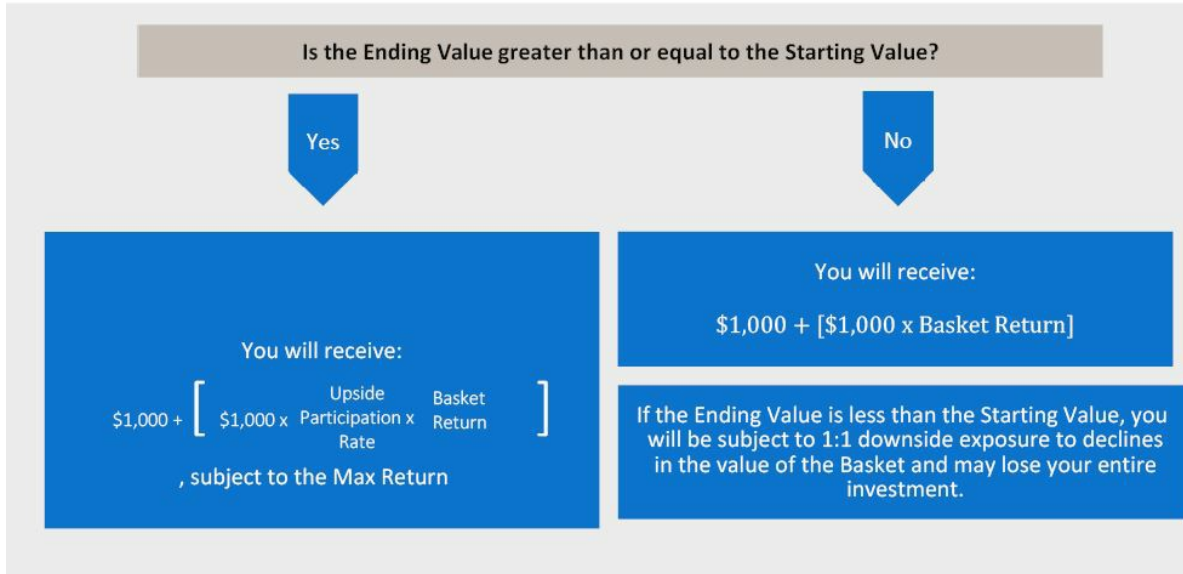 Is the Ending Value greater than or equal to the Starting Value?
Yes
No
You will receive:
$1,000 + [ $1,000 x Upside Participation x Rate Basket Return ]
, subject to the Max Return
You will receive:
$1,000 + [$1,000 x Basket Return]
If the Ending Value is less than the Starting Value, you
will be subject to 1:1 downside exposure to declines
in the value of the Basket and may lose your entire
investment.